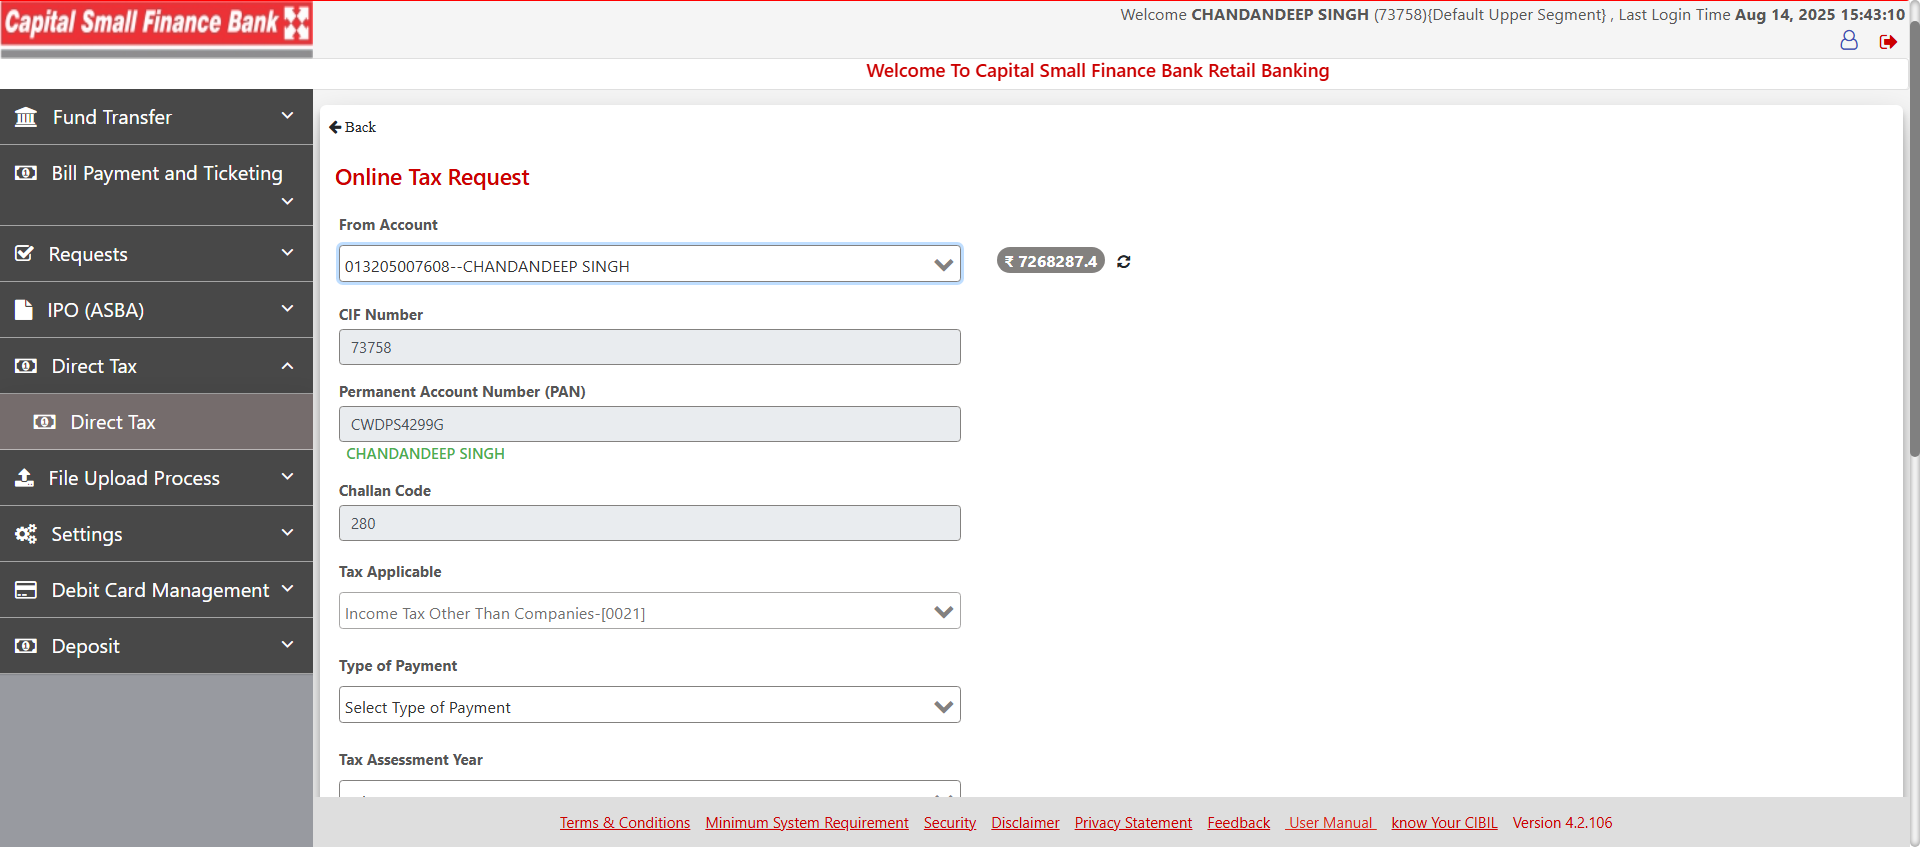 Capital Small Finance Bank
Welcome CHANDANDEEP SINGH (73758){Default Upper Segment} , Last Login Time Aug 14, 2025 15:43:10
Welcome To Capital Small Finance Bank Retail Banking
Fund Transfer
Bill Payment and Ticketing
Requests
IPO (ASBA)
Direct Tax
Direct Tax
File Upload Process
Settings
Debit Card Management
Deposit
Back
Online Tax Request
From Account
013205007608--CHANDANDEEP SINGH
₹ 7268287.4
CIF Number
73758
Permanent Account Number (PAN)
CWDPS4299G
CHANDANDEEP SINGH
Challan Code
280
Tax Applicable
Income Tax Other Than Companies-[0021]
Type of Payment
Select Type of Payment
Tax Assessment Year
Terms & Conditions Minimum System Requirement Security Disclaimer Privacy Statement Feedback User Manual know Your CIBIL Version 4.2.106